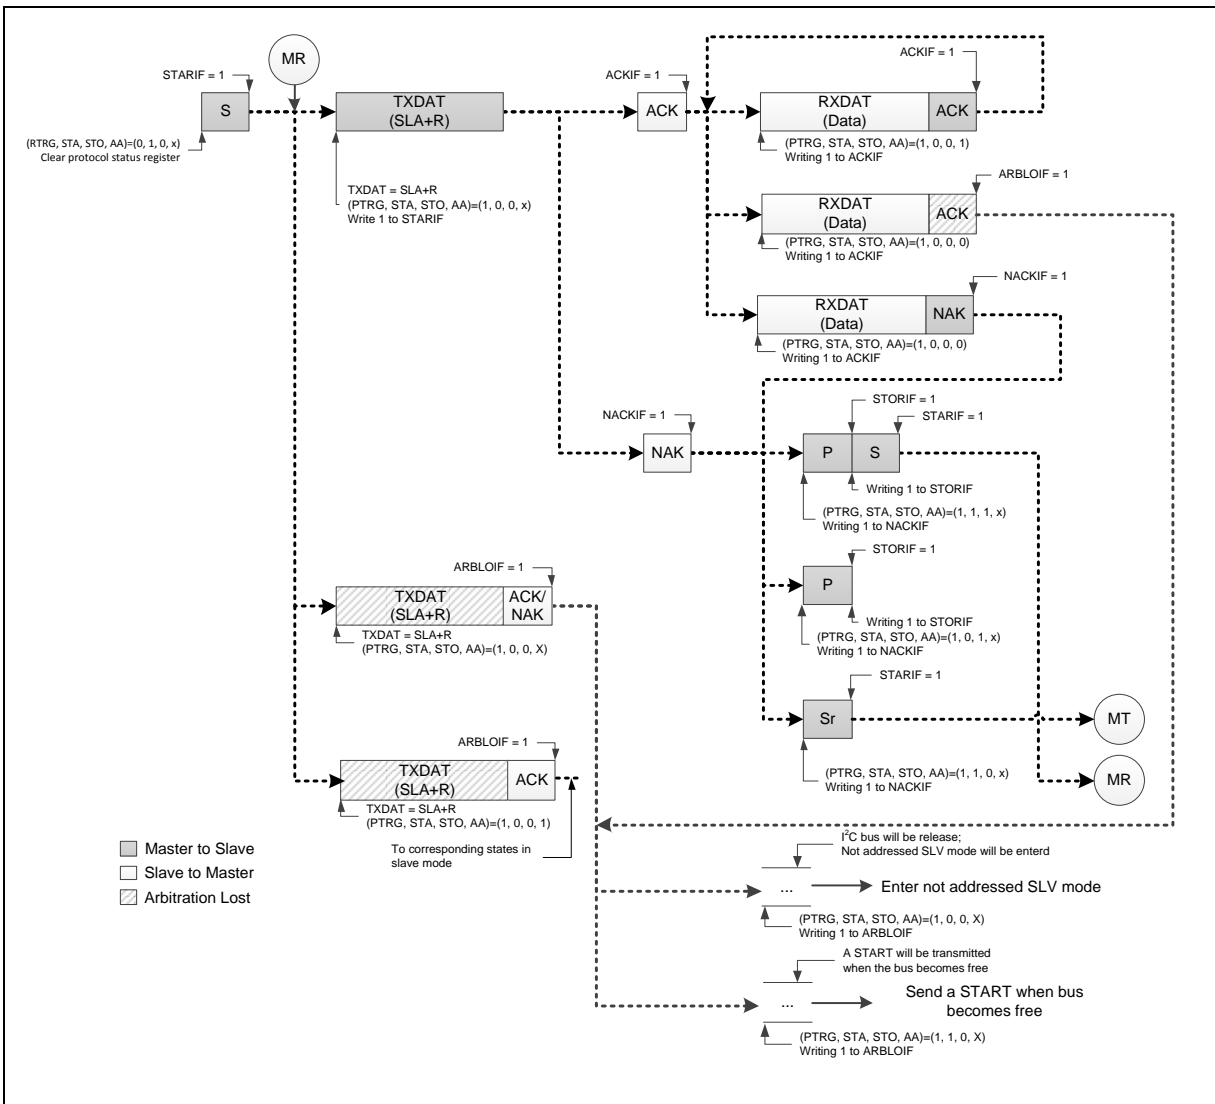 MR
STARIF = 1
S
(RTRG, STA, STO, AA)=(0, 1, 0, x)
Clear protocol status register
TXDAT
(SLA+R)
TXDAT = SLA+R
(PTRG, STA, STO, AA)=(1, 0, 0, x)
Write 1 to STARIF
ACKIF = 1
ACK
ACKIF = 1
RXDAT
(Data)
ACK
(PTRG, STA, STO, AA)=(1, 0, 0, 1)
Writing 1 to ACKIF
ARBLOIF = 1
RXDAT
(Data)
ACK
(PTRG, STA, STO, AA)=(1, 0, 0, 0)
Writing 1 to ACKIF
NACKIF = 1
RXDAT
(Data)
NAK
(PTRG, STA, STO, AA)=(1, 0, 0, 0)
Writing 1 to ACKIF
NACKIF = 1
NAK
STORIF = 1
STARIF = 1
P
S
Writing 1 to STORIF
(PTRG, STA, STO, AA)=(1, 1, 1, x)
Writing 1 to NACKIF
STORIF = 1
P
Writing 1 to STORIF
(PTRG, STA, STO, AA)=(1, 0, 1, x)
Writing 1 to NACKIF
STARIF = 1
Sr
(PTRG, STA, STO, AA)=(1, 1, 0, x)
Writing 1 to NACKIF
MT
MR
ARBLOIF = 1
TXDAT
(SLA+R)
ACK/
NAK
TXDAT = SLA+R
(PTRG, STA, STO, AA)=(1, 0, 0, X)
ARBLOIF = 1
TXDAT
(SLA+R)
ACK
TXDAT = SLA+R
(PTRG, STA, STO, AA)=(1, 0, 0, 1)
To corresponding states in
slave mode
Master to Slave
Slave to Master
Arbitration Lost
I²C bus will be release;
Not addressed SLV mode will be enterd
...
Enter not addressed SLV mode
(PTRG, STA, STO, AA)=(1, 0, 0, X)
Writing 1 to ARBLOIF
A START will be transmitted
when the bus becomes free
...
Send a START when bus
becomes free
(PTRG, STA, STO, AA)=(1, 1, 0, X)
Writing 1 to ARBLOIF